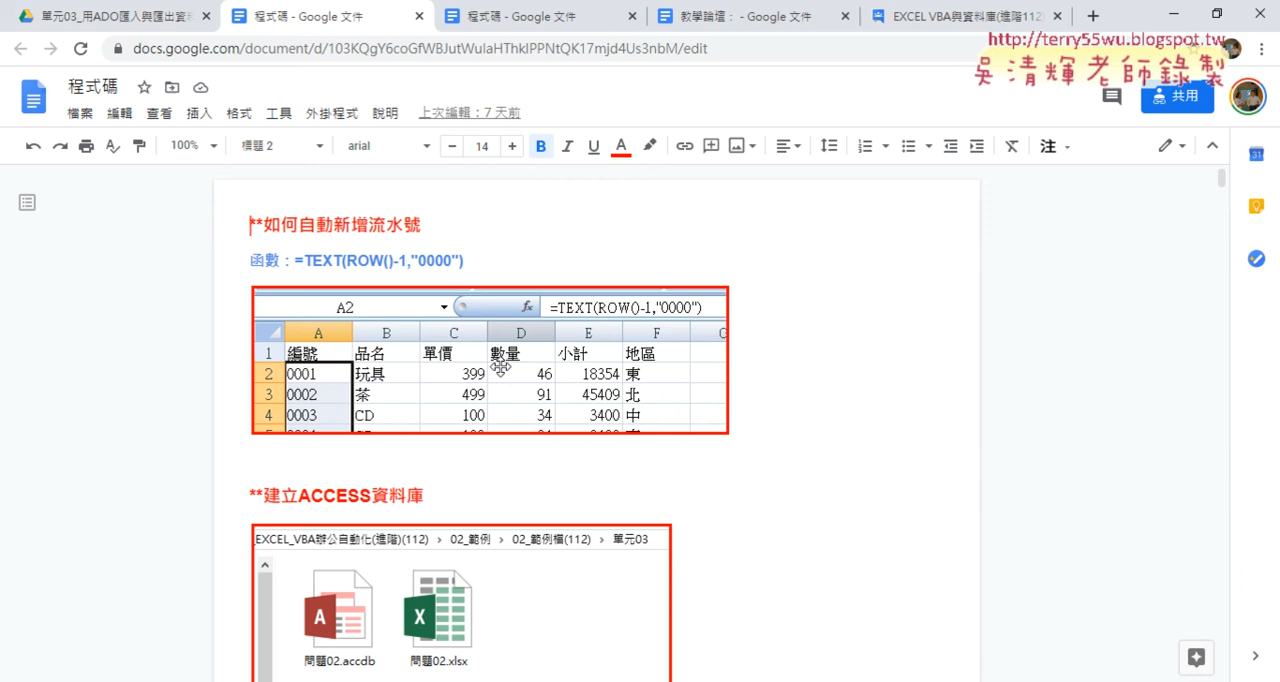 單元03_用ADO匯入與匯出資料
程式碼 - Google 文件
程式碼 - Google 文件
教學論壇： - Google 文件
EXCEL VBA與資料庫(進階112)
docs.google.com/document/d/103KQgY6coGfWBJutWuIaHThkIPPNtQK17mjd4Us3nbM/edit
http://terry55wu.blogspot.tw
吳清輝老師錄製
程式碼
檔案 編輯 查看 插入 格式 工具 外掛程式 說明 上次編輯：7 天前
共用
100% 標題 2 arial 14 B I U A 注
31
**如何自動新增流水號
函數：=TEXT(ROW()-1,"0000")
A2 fx =TEXT(ROW()-1,"0000")
A B C D E F G
1 編號 品名 單價 數量 小計 地區
2 0001 玩具 399 46 18354 東
3 0002 茶 499 91 45409 北
4 0003 CD 100 34 3400 中
**建立ACCESS資料庫
_EXCEL_VBA辦公自動化(進階)(112) › 02_範例 › 02_範例檔(112) › 單元03
A X
問題02.accdb 問題02.xlsx